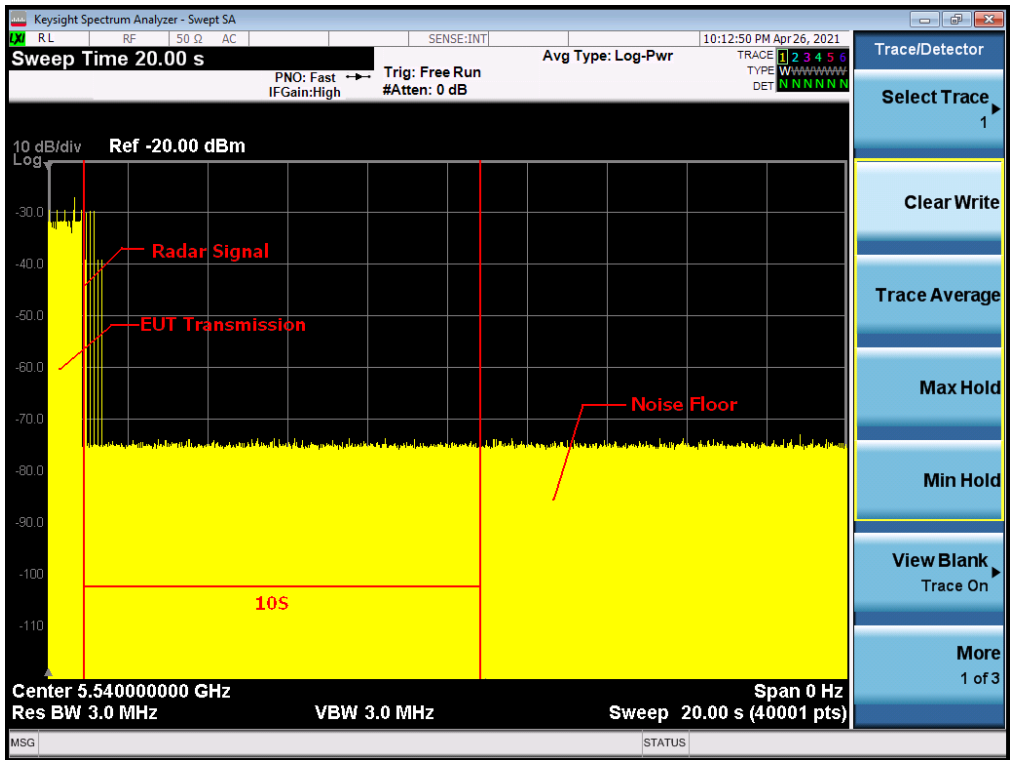 Keysight Spectrum Analyzer - Swept SA
LXI RL RF 50 Ω AC SENSE:INT 10:12:50 PM Apr 26, 2021
Sweep Time 20.00 s
PNO: Fast
IFGain:High
Trig: Free Run
#Atten: 0 dB
Avg Type: Log-Pwr
TRACE 1 2 3 4 5 6
TYPE W
DET N N N N N N
10 dB/div
Log
Ref -20.00 dBm
-30.0
-40.0
-50.0
-60.0
-70.0
-80.0
-90.0
-100
-110
Radar Signal
EUT Transmission
Noise Floor
10S
Center 5.540000000 GHz
Span 0 Hz
Res BW 3.0 MHz
VBW 3.0 MHz
Sweep 20.00 s (40001 pts)
MSG
STATUS
Trace/Detector
Select Trace
1
Clear Write
Trace Average
Max Hold
Min Hold
View Blank
Trace On
More
1 of 3